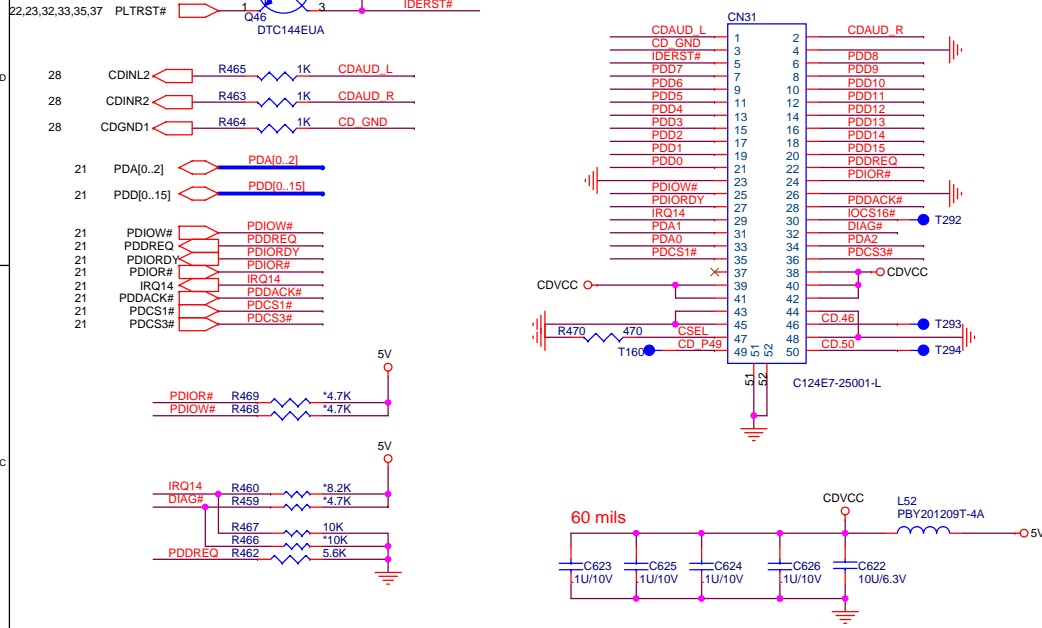 22,23,32,33,35,37 PLTRST# 1 3 IDERST#
Q46
DTC144EUA
D
28 CDINL2 R465 1K CDAUD_L
28 CDINR2 R463 1K CDAUD_R
28 CDGND1 R464 1K CD_GND
21 PDA[0..2] PDA[0..2]
21 PDD[0..15] PDD[0..15]
21 PDIOW# PDIOW#
21 PDDREQ PDDREQ
21 PDIORDY PDIORDY
21 PDIOR# PDIOR#
21 IRQ14 IRQ14
21 PDDACK# PDDACK#
21 PDCS1# PDCS1#
21 PDCS3# PDCS3#
5V
PDIOR# R469 *4.7K
PDIOW# R468 *4.7K
C
5V
IRQ14 R460 *8.2K
DIAG# R459 *4.7K
R467 10K
R466 *10K
PDDREQ R462 5.6K
CN31
CDAUD_L 1 2 CDAUD_R
CD_GND 3 4
IDERST# 5 6 PDD8
PDD7 7 8 PDD9
PDD6 9 10 PDD10
PDD5 11 12 PDD11
PDD4 13 14 PDD12
PDD3 15 16 PDD13
PDD2 17 18 PDD14
PDD1 19 20 PDD15
PDD0 21 22 PDDREQ
23 24 PDIOR#
PDIOW# 25 26
PDIORDY 27 28 PDDACK#
IRQ14 29 30 IOCS16# T292
PDA1 31 32 DIAG#
PDA0 33 34 PDA2
PDCS1# 35 36 PDCS3#
37 38 CDVCC
CDVCC 39 40
41 42
43 44
45 46 CD.46 T293
R470 470 CSEL 47 48
T160 CD_P49 49 50 CD.50 T294
51 52
51 52
C124E7-25001-L
60 mils
CDVCC
L52
PBY201209T-4A
5V
C623 .1U/10V
C625 .1U/10V
C624 .1U/10V
C626 .1U/10V
C622 10U/6.3V